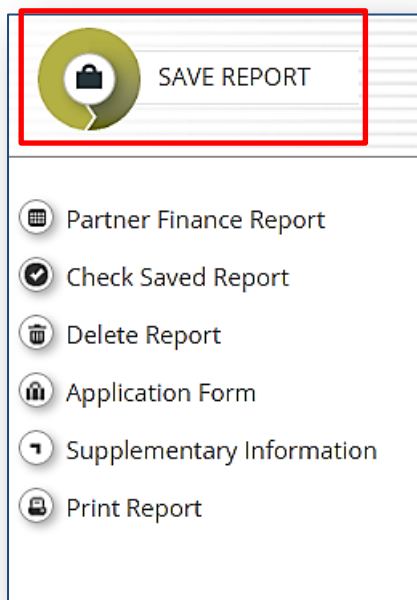 SAVE REPORT
Partner Finance Report
Check Saved Report
Delete Report
Application Form
Supplementary Information
Print Report